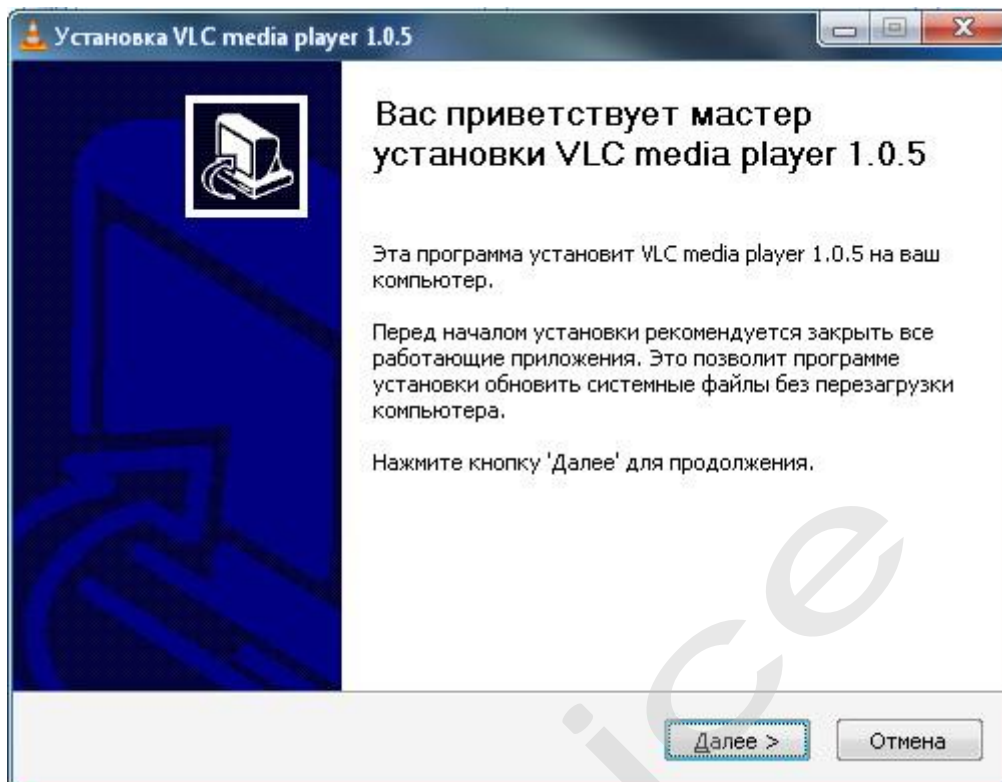 Установка VLC media player 1.0.5
Вас приветствует мастер
установки VLC media player 1.0.5
Эта программа установит VLC media player 1.0.5 на ваш
компьютер.
Перед началом установки рекомендуется закрыть все
работающие приложения. Это позволит программе
установки обновить системные файлы без перезагрузки
компьютера.
Нажмите кнопку 'Далее' для продолжения.
ice
Далее >
Отмена